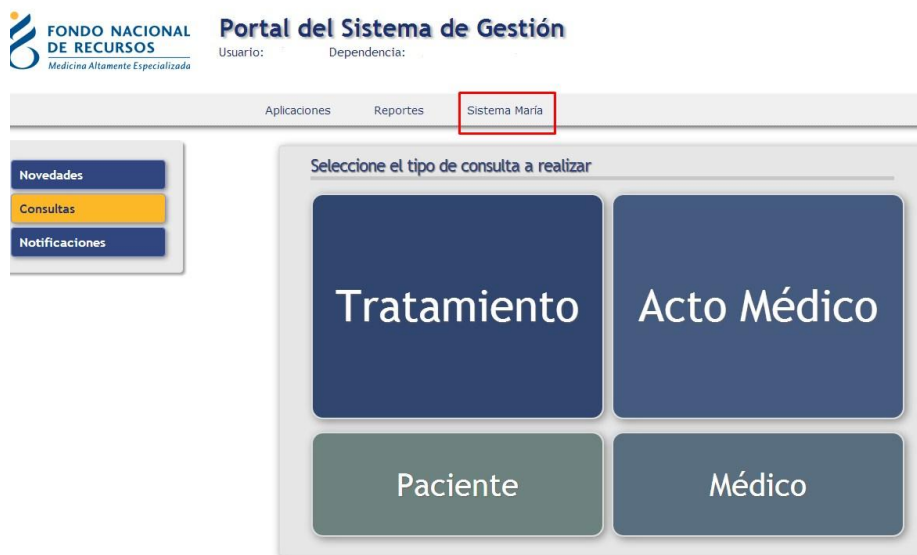 FONDO NACIONAL
DE RECURSOS
Medicina Altamente Especializada
Portal del Sistema de Gestión
Usuario: Dependencia:
Aplicaciones Reportes Sistema María
Novedades
Consultas
Notificaciones
Seleccione el tipo de consulta a realizar
Tratamiento Acto Médico
Paciente Médico